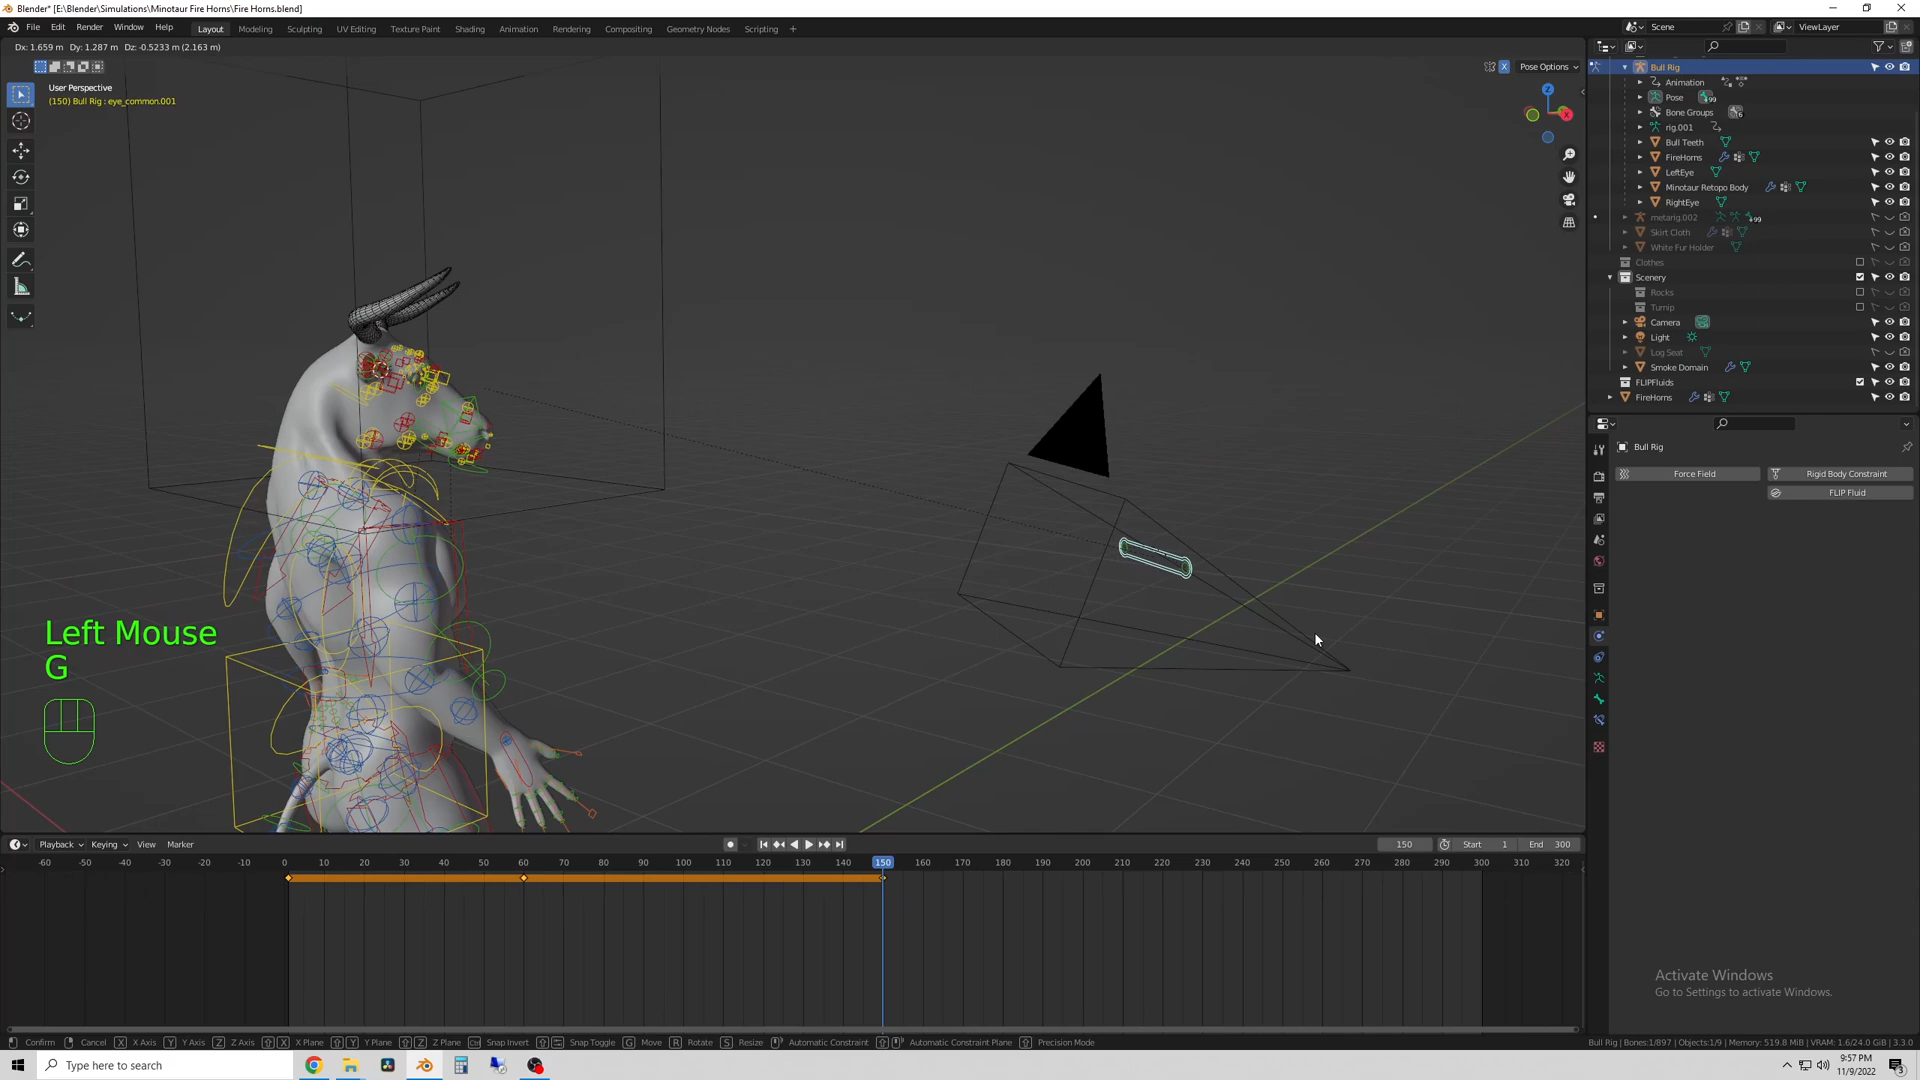 Blender* [E:\Blender\Simulations\Minotaur Fire Horns\Fire Horns.blend]
File Edit Render Window Help Layout Modeling Sculpting UV Editing Texture Paint Shading Animation Rendering Compositing Geometry Nodes Scripting + Scene ViewLayer
Dx: 1.659 m Dy: 1.287 m Dz: -0.5233 m (2.163 m)
X Pose Options
User Perspective
(150) Bull Rig : eye_common.001
Z
X
Bull Rig
Animation
Pose 99
Bone Groups 6
rig.001
Bull Teeth
FireHorns
LeftEye
Minotaur Retopo Body
RightEye
metarig.002 99
Skirt Cloth
White Fur Holder
Clothes
Scenery
Rocks
Turnip
Camera
Light
Log Seat
Smoke Domain
FLIPFluids
FireHorns
Bull Rig
Force Field Rigid Body Constraint
FLIP Fluid
Left Mouse
G
Playback Keying View Marker 150 Start 1 End 300
-60 -50 -40 -30 -20 -10 0 10 20 30 40 50 60 70 80 90 100 110 120 130 140 150 160 170 180 190 200 210 220 230 240 250 260 270 280 290 300 310 320
Activate Windows
Go to Settings to activate Windows.
Confirm Cancel X X Axis Y Y Axis Z Z Axis X X Plane Y Y Plane Z Z Plane Ctrl Snap Invert Snap Toggle G Move R Rotate S Resize Automatic Constraint Automatic Constraint Plane Precision Mode Bull Rig | Bones:1/897 | Objects:1/9 | Memory: 519.8 MiB | VRAM: 1.6/24.0 GiB | 3.3.0
Type here to search
9:57 PM
11/9/2022
3